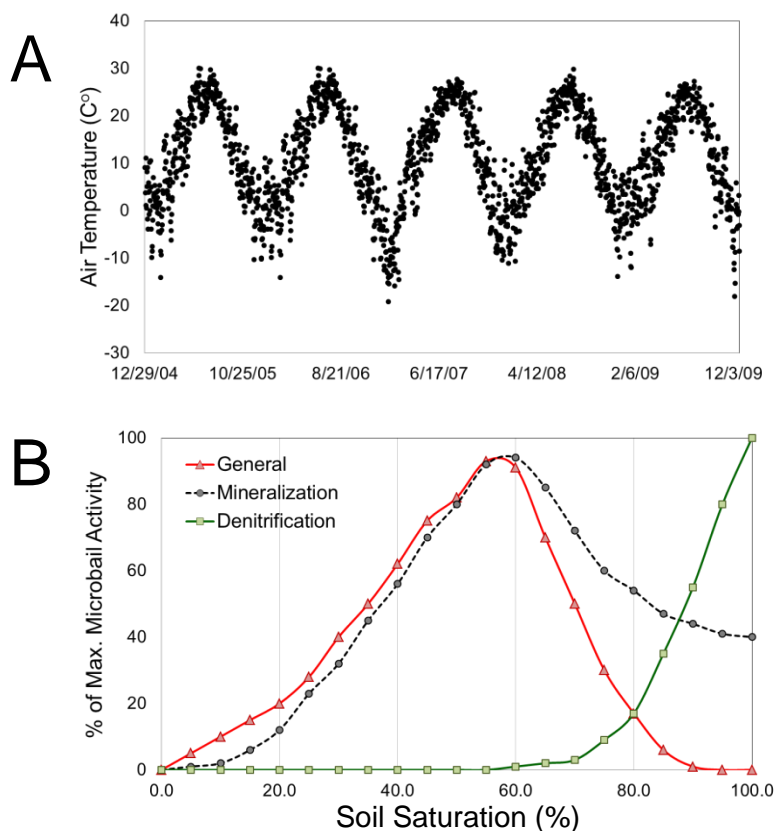 A
Air Temperature (C°)
40
30
20
10
0
-10
20
-30
12/29/04 10/25/05 8/21/06 6/17/07 4/12/08 2/6/09 12/3/09
B
% of Max. Microbail Activity
100
80
60
40
20
0
General
Mineralization
Denitrification
0.0 20.0 40.0 60.0 80.0 100.0
Soil Saturation (%)